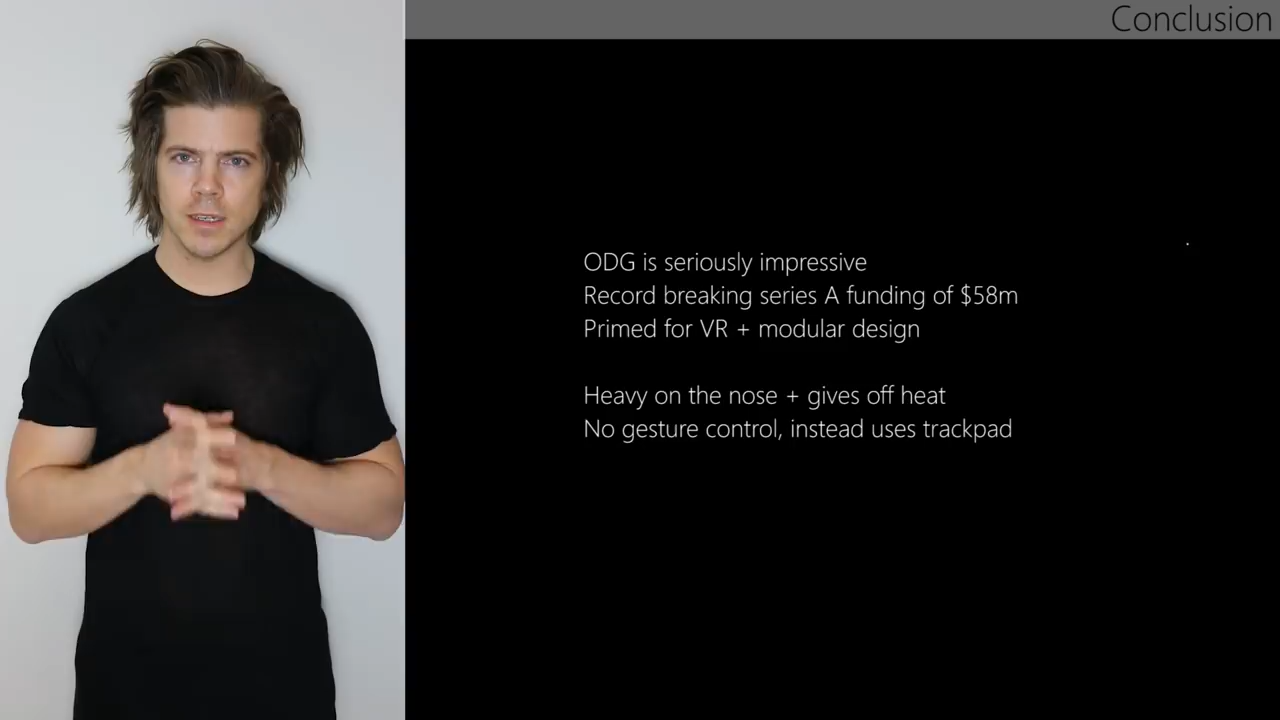 Conclusion
ODG is seriously impressive
Record breaking series A funding of $58m
Primed for VR + modular design
Heavy on the nose + gives off heat
No gesture control, instead uses trackpad